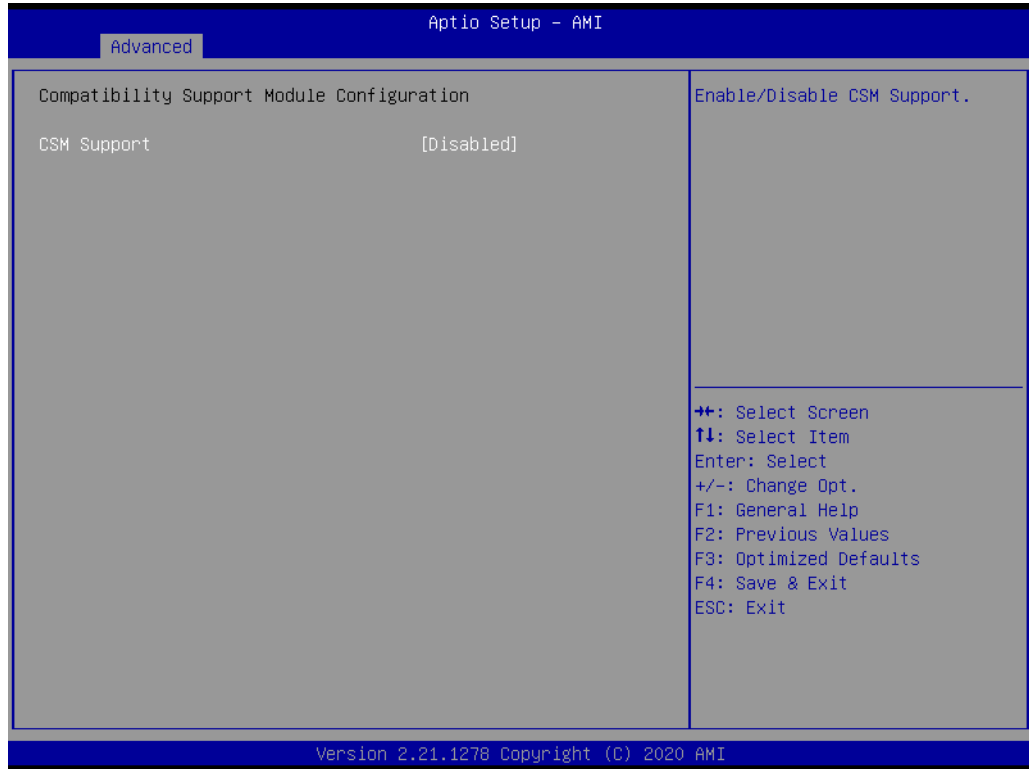 Aptio Setup – AMI
Advanced
Compatibility Support Module Configuration
CSM Support [Disabled]
Enable/Disable CSM Support.
→←: Select Screen
↑↓: Select Item
Enter: Select
+/-: Change Opt.
F1: General Help
F2: Previous Values
F3: Optimized Defaults
F4: Save & Exit
ESC: Exit
Version 2.21.1278 Copyright (C) 2020 AMI